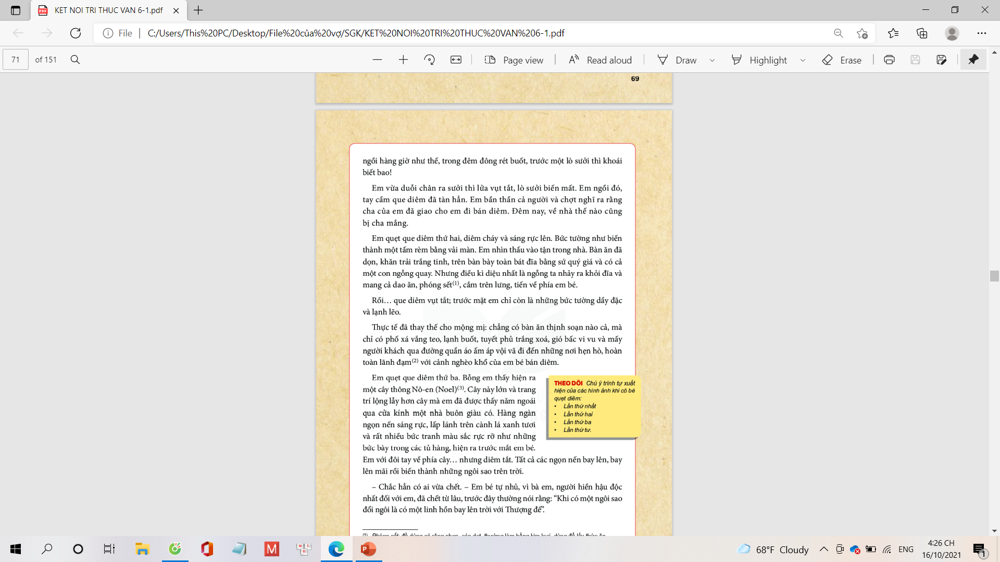 KET NOI TRI THUC VAN 6-1.pdf
File
C:/Users/This%20PC/Desktop/File%20của%20vợ/SGK/KET%20NOI%20TRI%20THUC%20VAN%206-1.pdf
71 of 151
Page view
Read aloud
Draw
Highlight
Erase
69
ngồi hàng giờ như thế, trong đêm đông rét buốt, trước một lò sưởi thì khoái
biết bao!
Em vừa duỗi chân ra sưởi thì lửa vụt tắt, lò sưởi biến mất. Em ngồi đó,
tay cầm que diêm đã tàn hẳn. Em bần thần cả người và chợt nghĩ ra rằng
cha của em đã giao cho em đi bán diêm. Đêm nay, về nhà thế nào cũng
bị cha mắng.
Em quẹt que diêm thứ hai, diêm cháy và sáng rực lên. Bức tường như biến
thành một tấm rèm bằng vải màn. Em nhìn thấu vào tận trong nhà. Bàn ăn đã
dọn, khăn trải trắng tinh, trên bàn bày toàn bát đĩa bằng sứ quý giá và có cả
một con ngỗng quay. Nhưng điều kì diệu nhất là ngỗng ta nhảy ra khỏi đĩa và
mang cả dao ăn, phóng sết(1), cắm trên lưng, tiến về phía em bé.
Rồi... que diêm vụt tắt; trước mặt em chỉ còn là những bức tường dầy đặc
và lạnh lẽo.
Thực tế đã thay thế cho mộng mị: chẳng có bàn ăn thịnh soạn nào cả, mà
chỉ có phố xá vắng teo, lạnh buốt, tuyết phủ trắng xoá, gió bấc vi vu và mấy
người khách qua đường quần áo ấm áp vội vã đi đến những nơi hẹn hò, hoàn
toàn lãnh đạm(2) với cảnh nghèo khổ của em bé bán diêm.
Em quẹt que diêm thứ ba. Bỗng em thấy hiện ra
một cây thông Nô-en (Noel)(3). Cây này lớn và trang
trí lộng lẫy hơn cây mà em đã được thấy năm ngoái
qua cửa kính một nhà buôn giàu có. Hàng ngàn
ngọn nến sáng rực, lấp lánh trên cành lá xanh tươi
và rất nhiều bức tranh màu sắc rực rỡ như những
bức bày trong các tủ hàng, hiện ra trước mắt em bé.
Em với đôi tay về phía cây... nhưng diêm tắt. Tất cả các ngọn nến bay lên, bay
lên mãi rồi biến thành những ngôi sao trên trời.
– Chắc hẳn có ai vừa chết. – Em bé tự nhủ, vì bà em, người hiền hậu độc
nhất đối với em, đã chết từ lâu, trước đây thường nói rằng: “Khi có một ngôi sao
đổi ngôi là có một linh hồn bay lên trời với Thượng đế”.
THEO DÕI Chú ý trình tự xuất
hiện của các hình ảnh khi cô bé
quẹt diêm:
• Lần thứ nhất
• Lần thứ hai
• Lần thứ ba
• Lần thứ tư.
(1) Phóng sết: đồ dùng có răng nhọn, cán dẹt, thường làm bằng kim loại, dùng để lấy thức ăn
68°F Cloudy
ENG
4:26 CH
16/10/2021
1